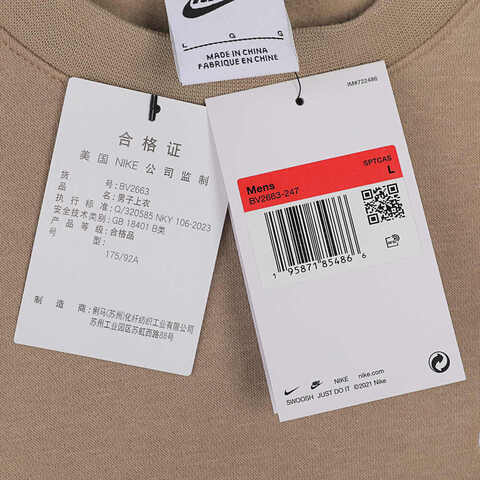 NIKE
L G G
MADE IN CHINA
FABRIQUE EN CHINE
合格证
美国 NIKE 公司监制
货号: BV2663
品名: 男子上衣
执行标准: Q/320585 NKY 106-2023
安全技术类别: GB 18401 B类
等级: 合格品
型号:
175/92A
制造商: 俐马(苏州)化纤纺织工业有限公司
苏州工业园区苏虹西路88号
IM#722486
SPTCAS
Mens L
BV2663-247
1 95871 85486 6
NIKE nike.com
SWOOSH JUST DO IT ©2021 Nike